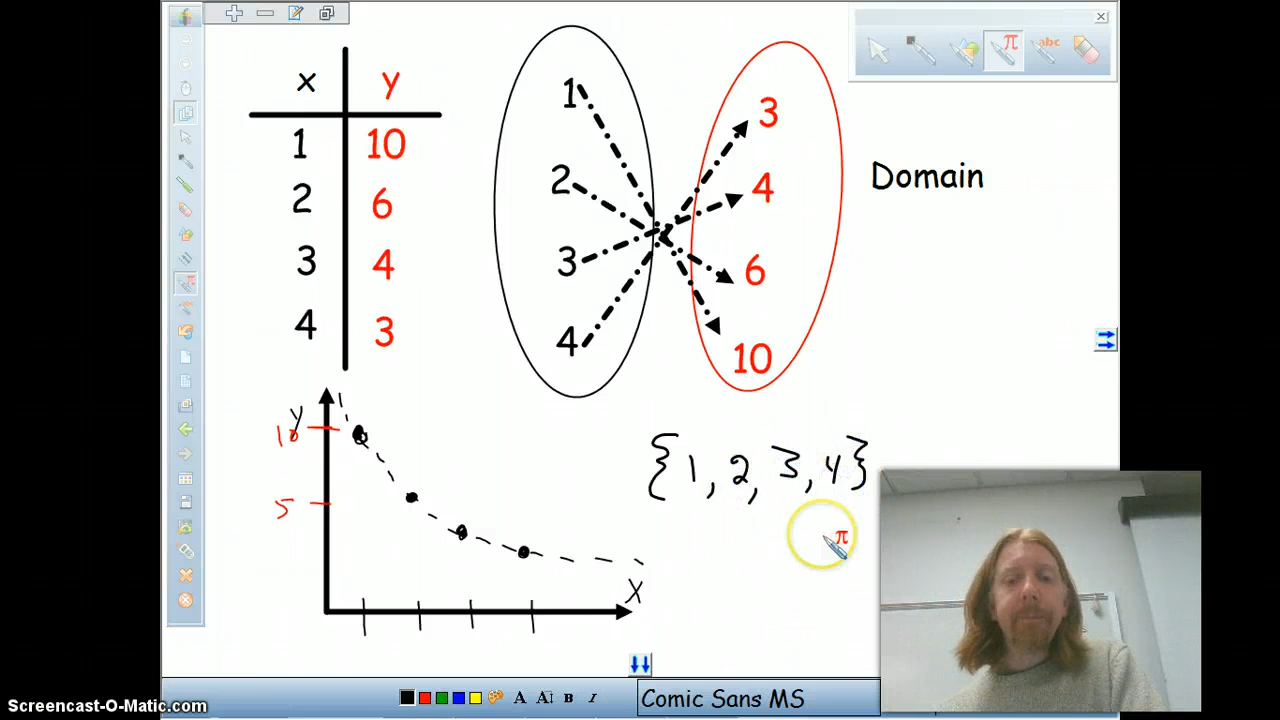 x y
1 10
2 6
3 4
4 3
1
2
3
4
3
4
6
10
Domain
π
abc
y
10
5
x
{1, 2, 3, 4}
π
A A B I
Comic Sans MS
Screencast-O-Matic.com